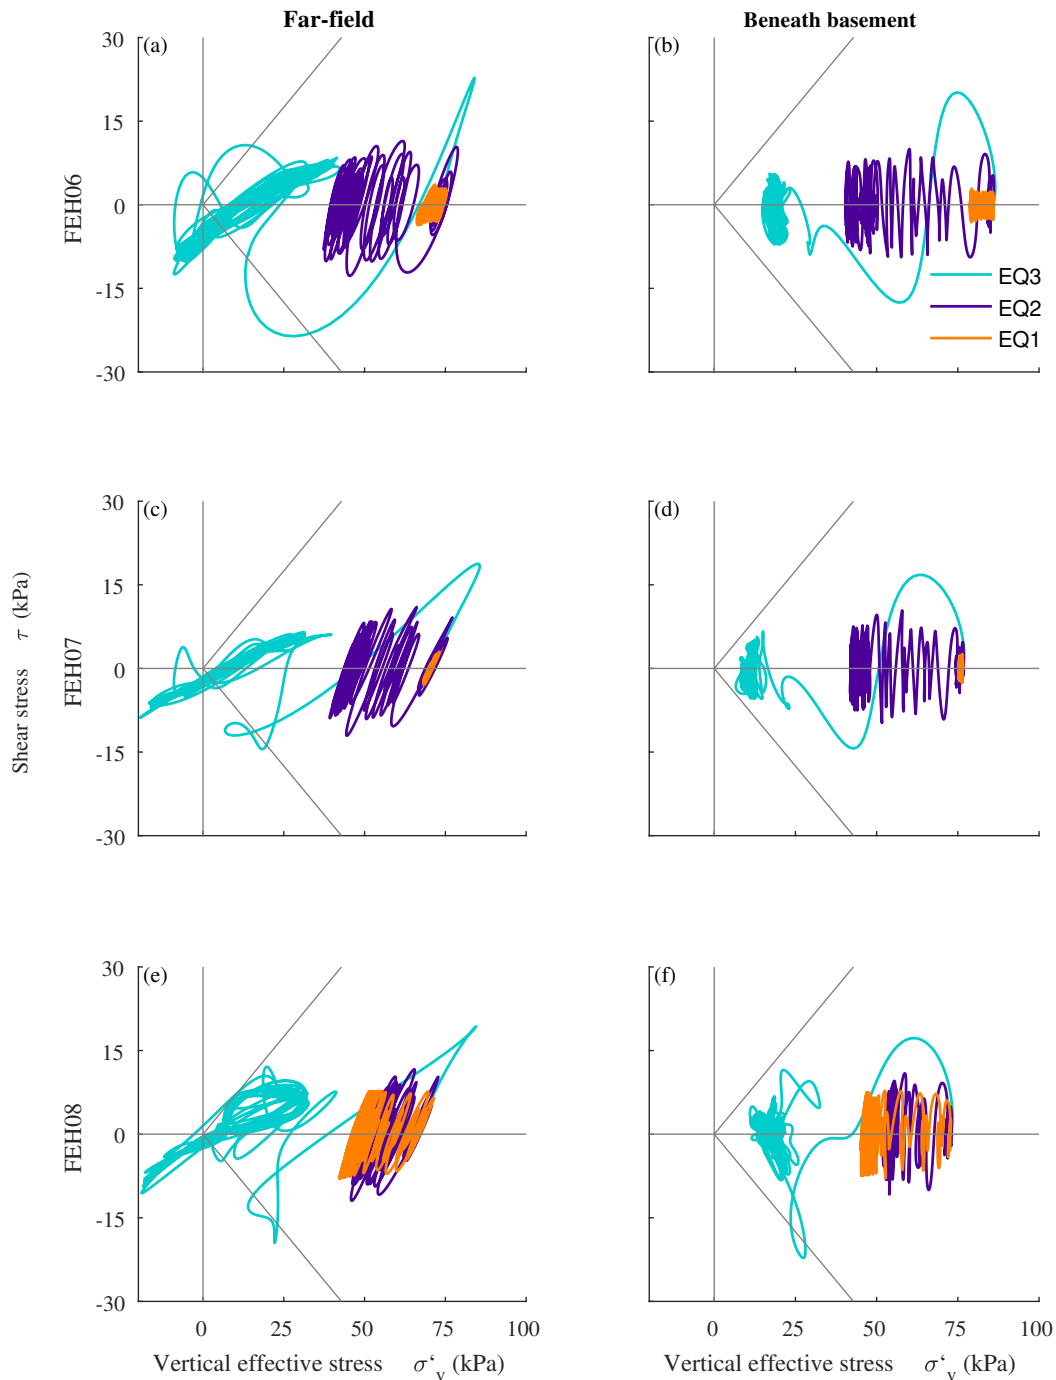 Far-field
Beneath basement
30
(a)
(b)
15
0
-15
-30
FEH06
EQ3
EQ2
EQ1
30
(c)
(d)
15
0
-15
-30
FEH07
Shear stress τ (kPa)
30
(e)
(f)
15
0
-15
-30
FEH08
0 25 50 75 100
0 25 50 75 100
Vertical effective stress σ‘v (kPa)
Vertical effective stress σ‘v (kPa)